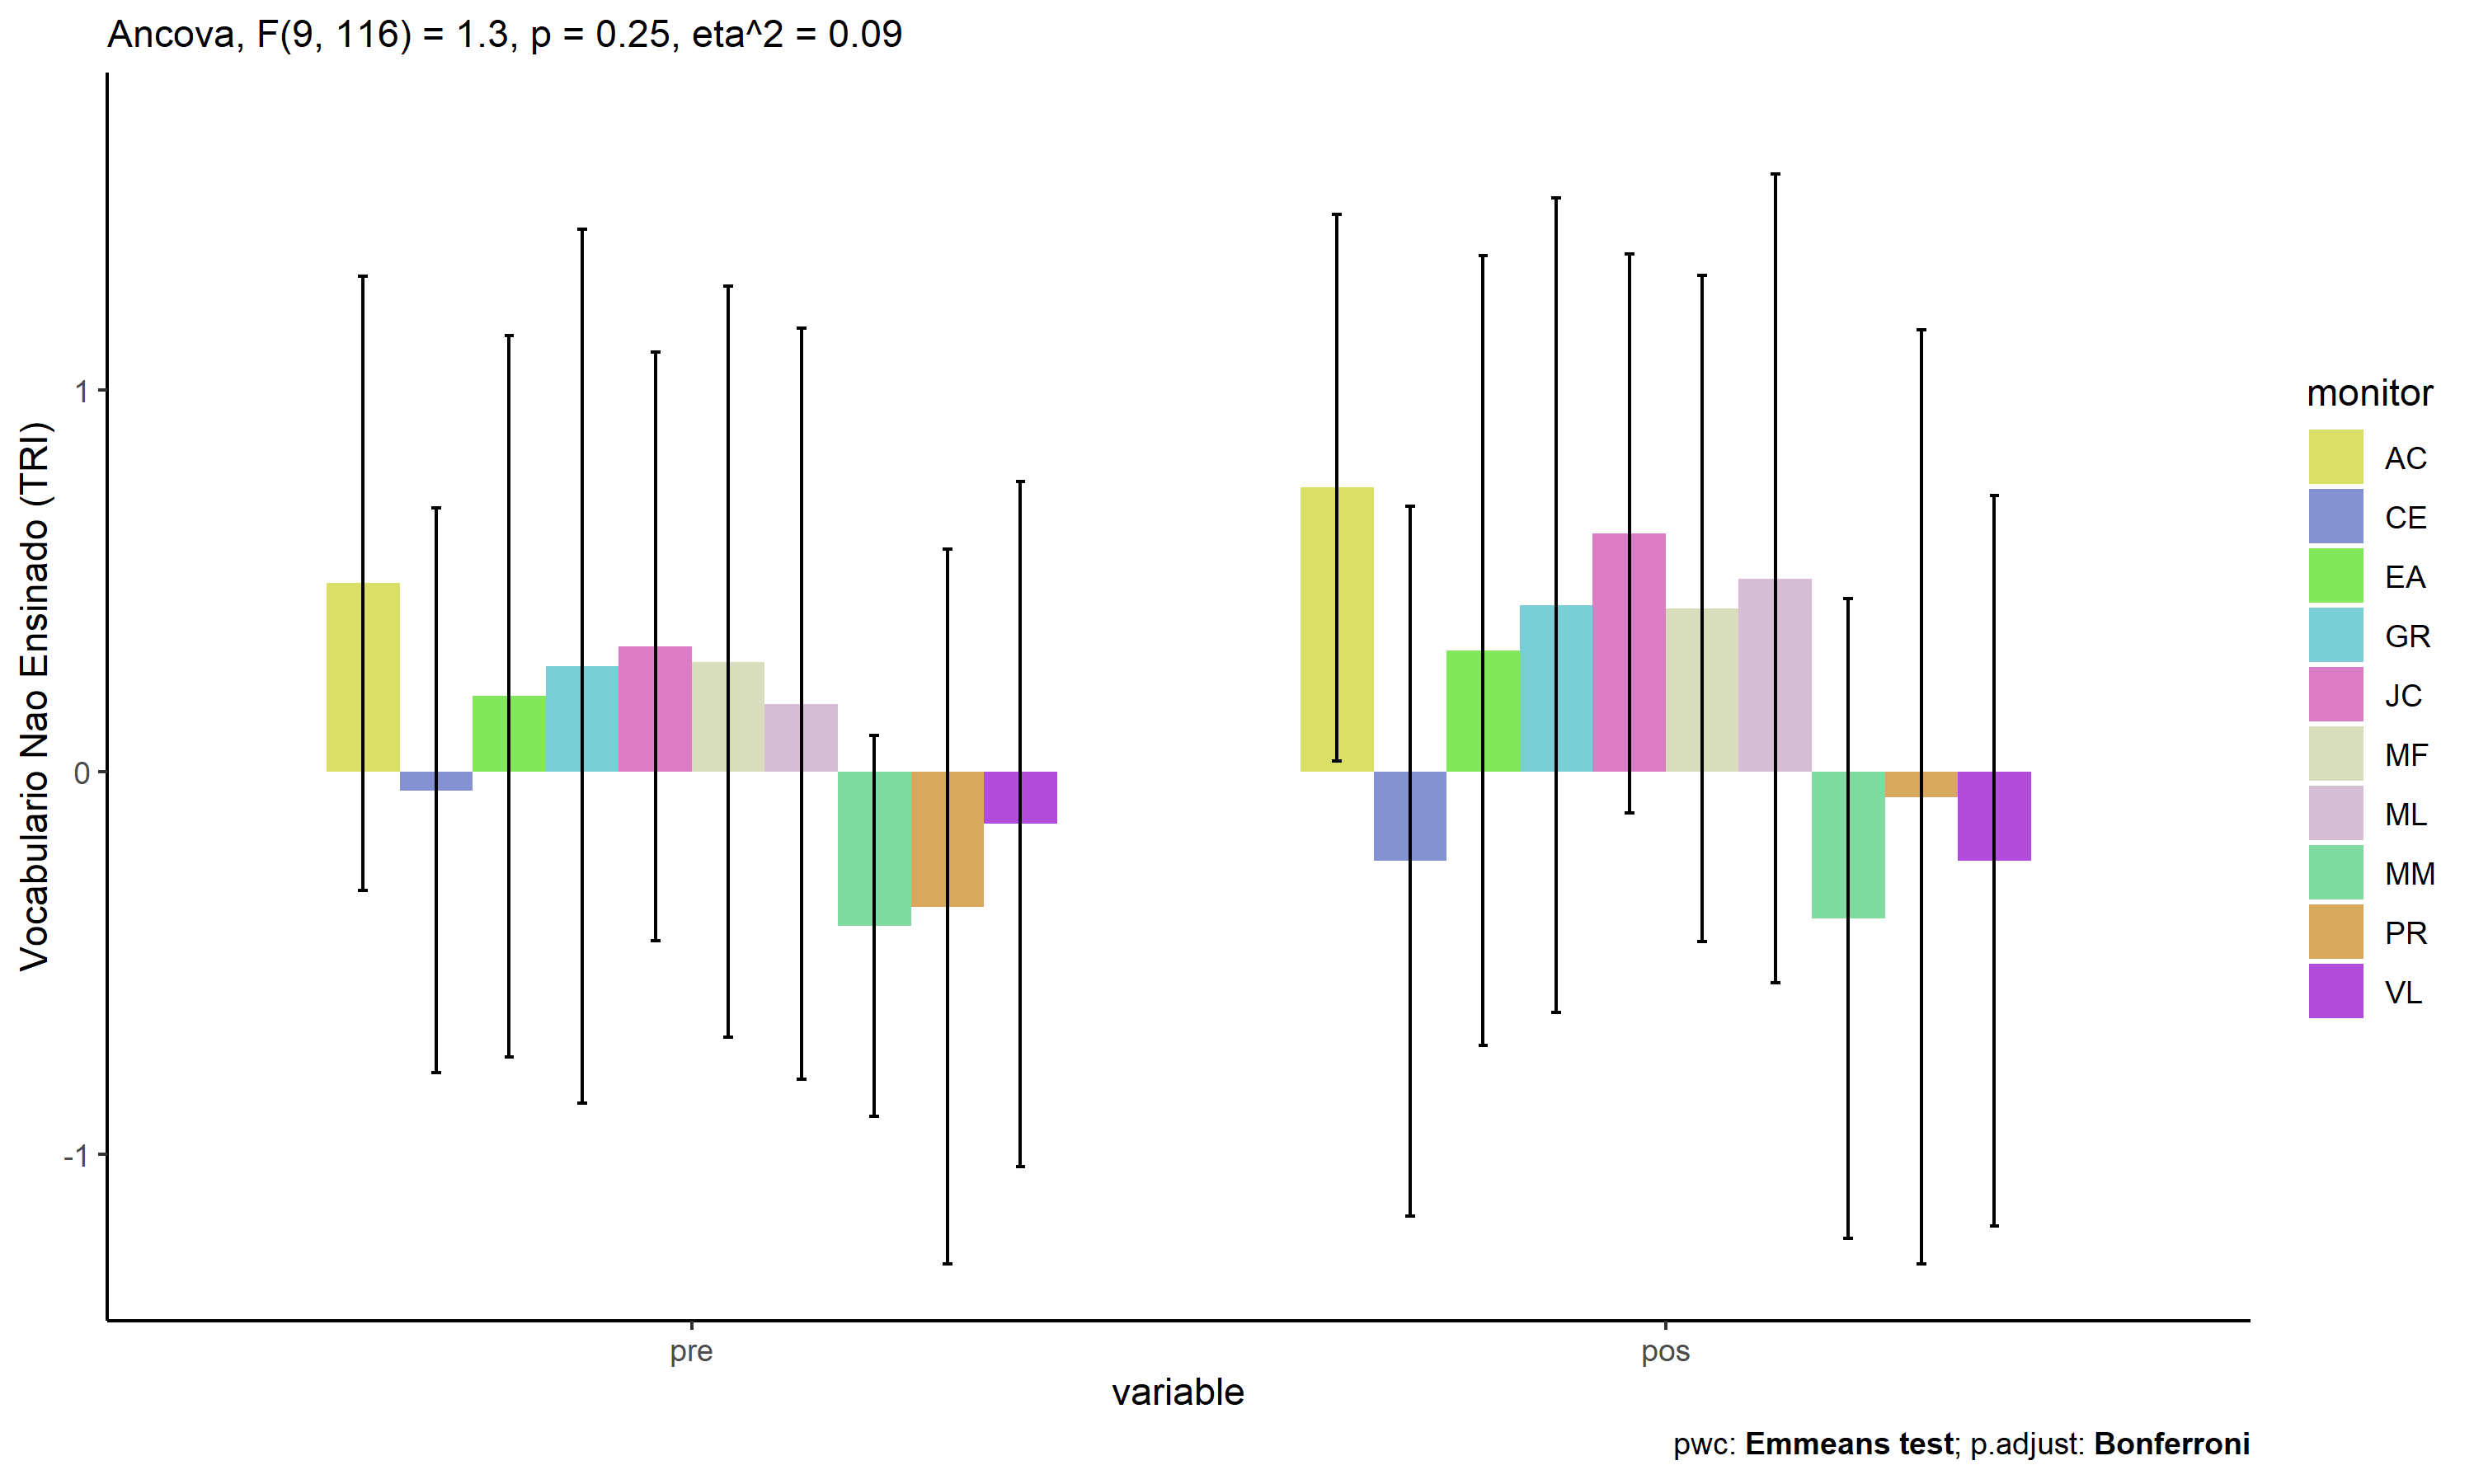 Ancova, F(9, 116) = 1.3, p = 0.25, eta^2 = 0.09
Vocabulario Nao Ensinado (TRI)
1
0
-1
pre
pos
variable
monitor
AC
CE
EA
GR
JC
MF
ML
MM
PR
VL
pwc: Emmeans test; p.adjust: Bonferroni